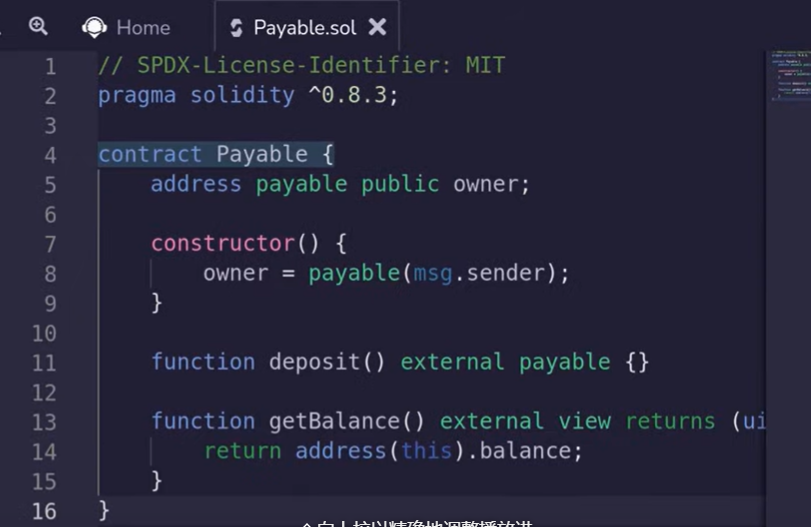 Home
Payable.sol
1 // SPDX-License-Identifier: MIT
2 pragma solidity ^0.8.3;
3
4 contract Payable {
5     address payable public owner;
6
7     constructor() {
8         owner = payable(msg.sender);
9     }
10
11     function deposit() external payable {}
12
13     function getBalance() external view returns (ui
14         return address(this).balance;
15     }
16 }